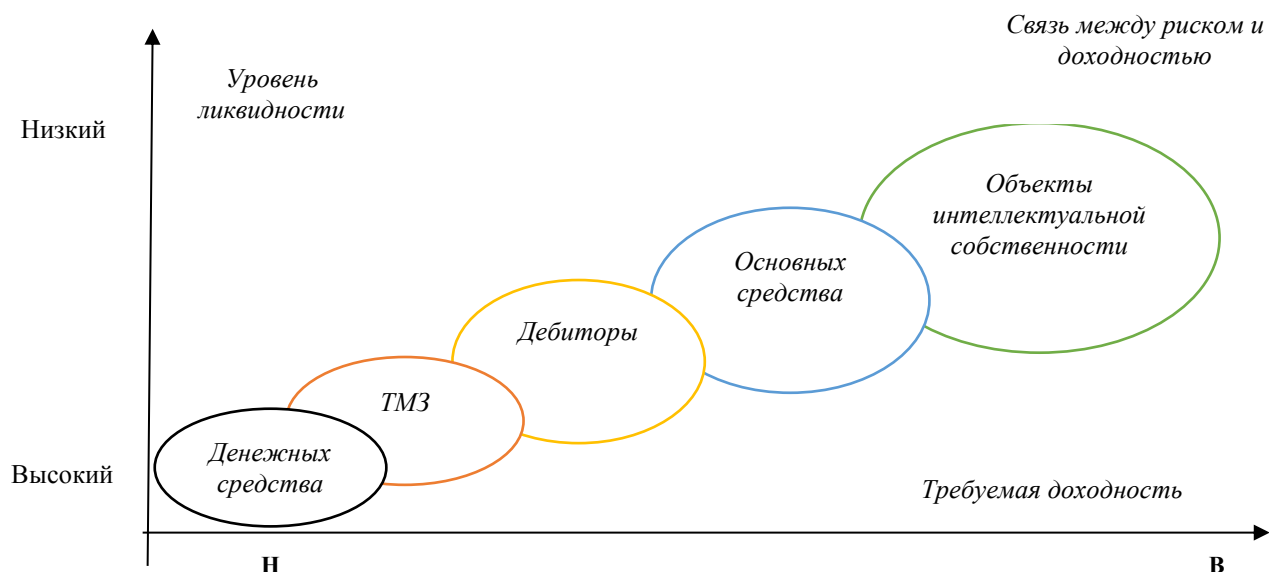 Связь между риском и
доходностью
Уровень
ликвидности
Низкий
Объекты
интеллектуальной
собственности
Основных
средства
Дебиторы
ТМЗ
Денежных
средства
Высокий
Требуемая доходность
Н
В